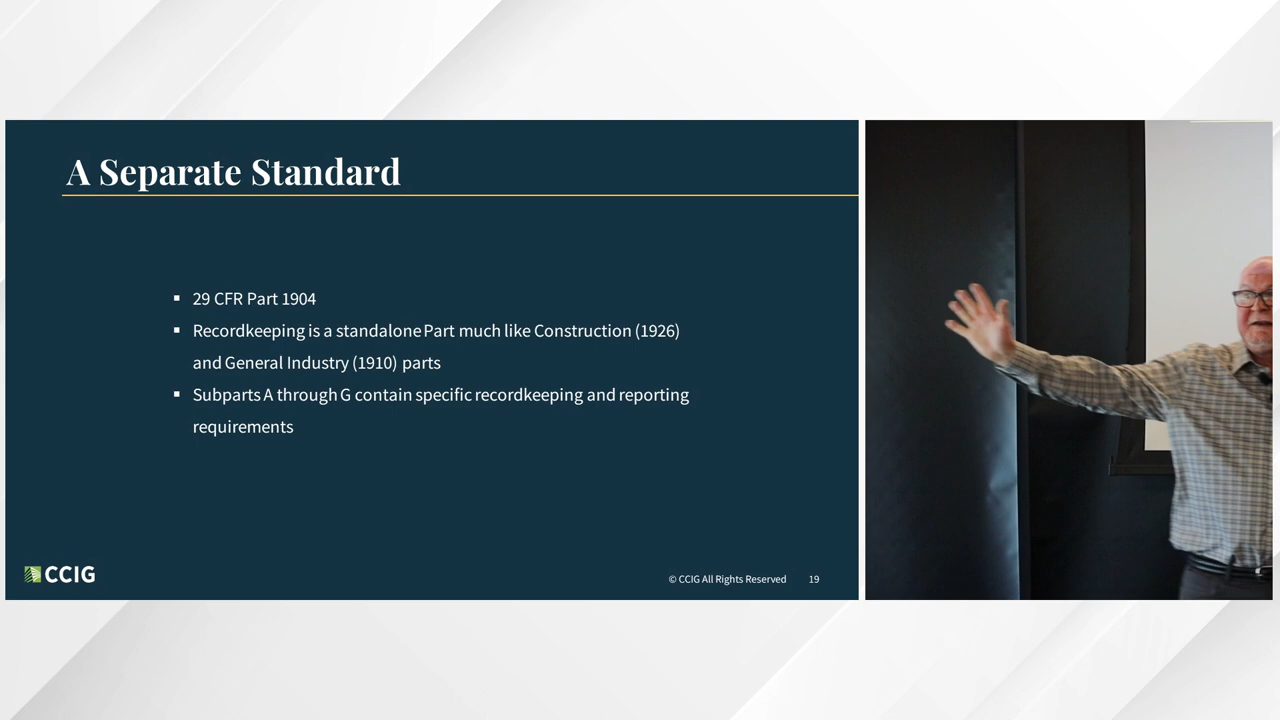 A Separate Standard
▪ 29 CFR Part 1904
▪ Recordkeeping is a standalone Part much like Construction (1926)
and General Industry (1910) parts
▪ Subparts A through G contain specific recordkeeping and reporting
requirements
CCIG
© CCIG All Rights Reserved 19